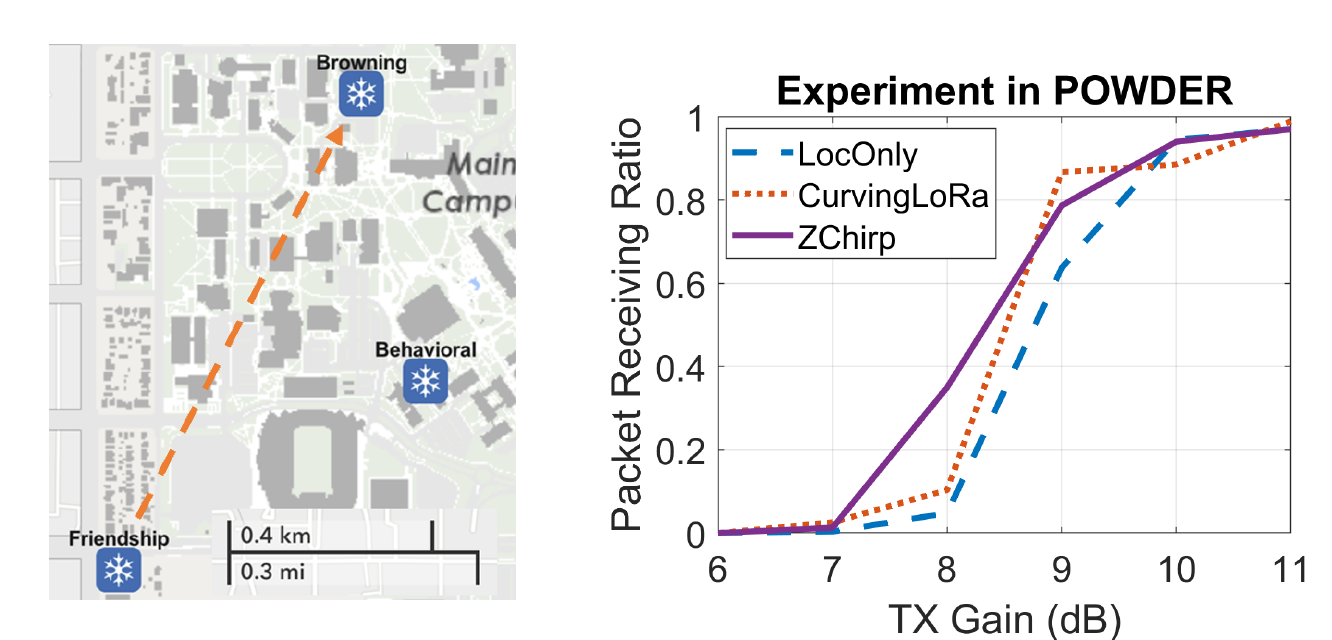 Browning
Main
Campu
Behavioral
Friendship
0.4 km
0.3 mi
Experiment in POWDER
Packet Receiving Ratio
1
0.8
0.6
0.4
0.2
0
LocOnly
CurvingLoRa
ZChirp
6 7 8 9 10 11
TX Gain (dB)